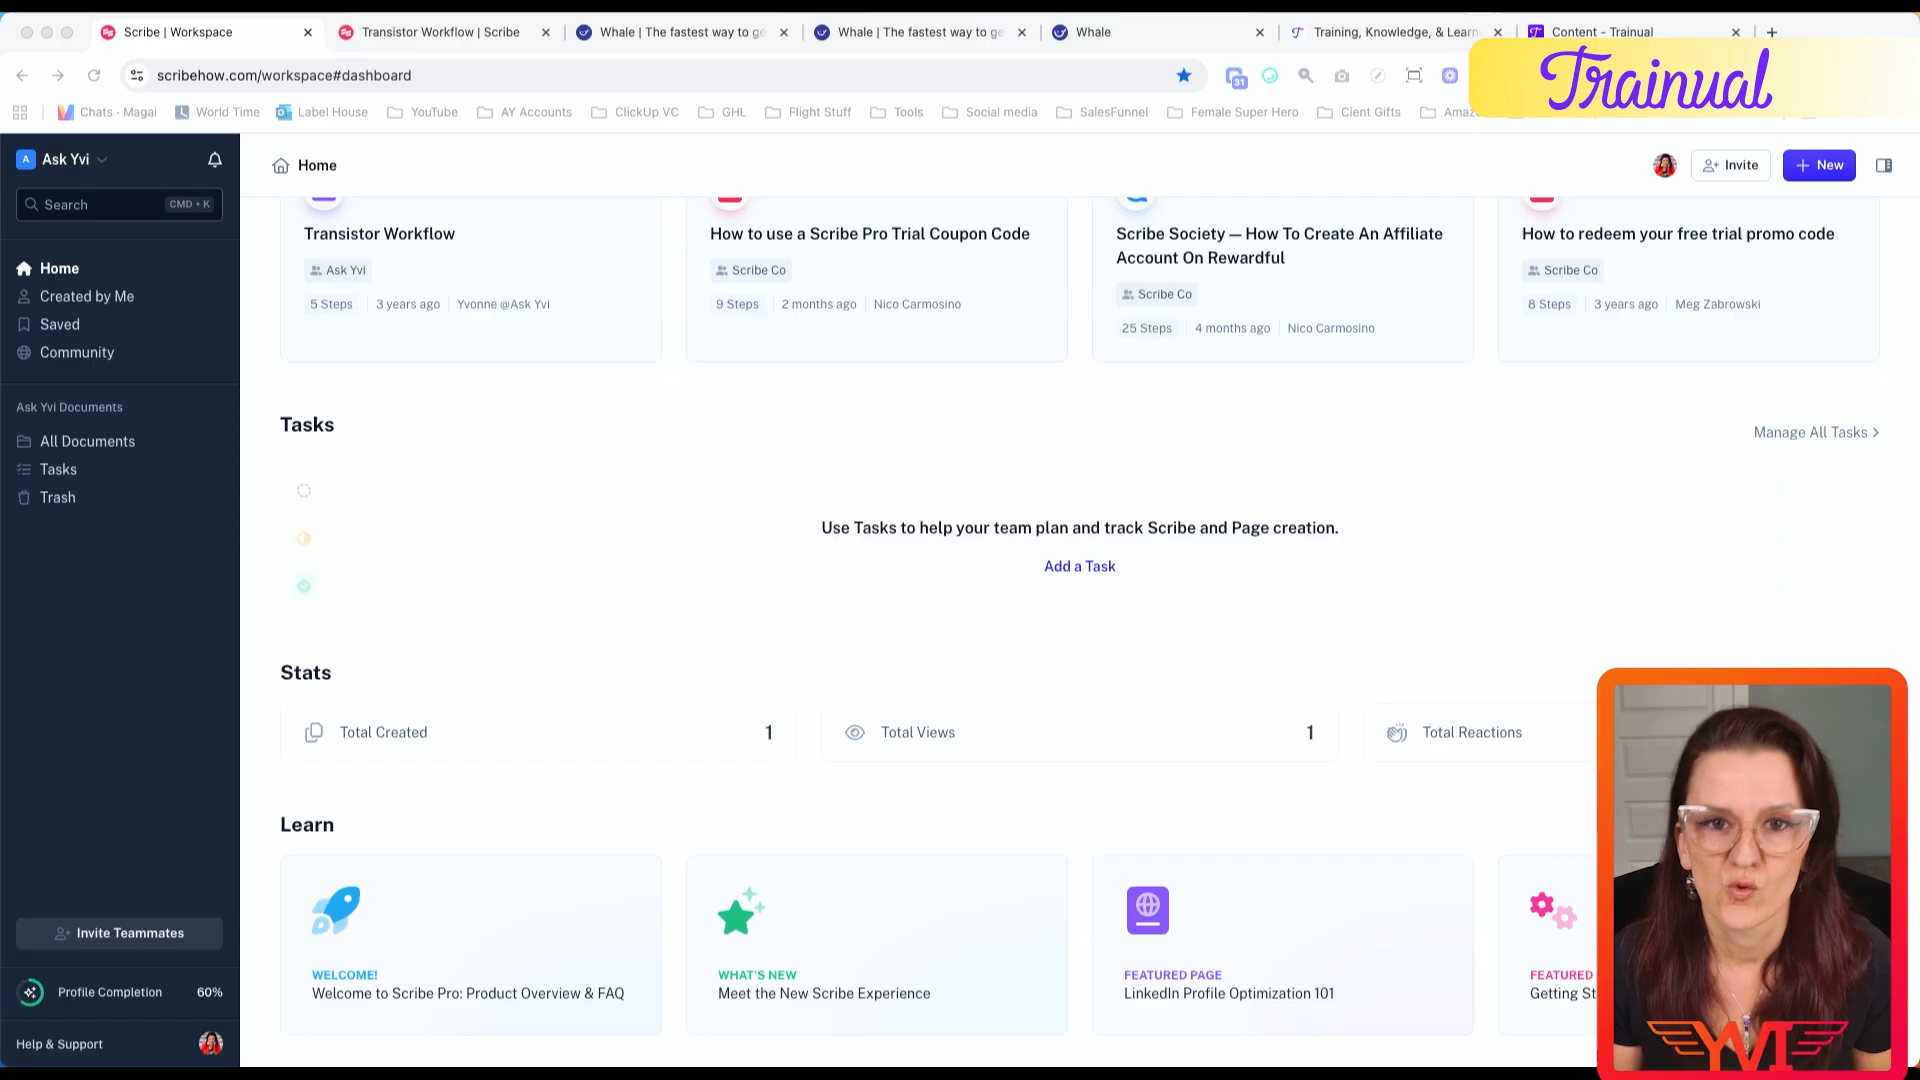 Scribe | Workspace
Transistor Workflow | Scribe
Whale | The fastest way to ge
Whale | The fastest way to ge
Whale
Training, Knowledge, & Learn
Content - Trainual
scribehow.com/workspace#dashboard
31
Trainual
Chats · Magai
World Time
Label House
YouTube
AY Accounts
ClickUp VC
GHL
Flight Stuff
Tools
Social media
SalesFunnel
Female Super Hero
Cient Gifts
Amaz
A
Ask Yvi
Search
CMD + K
Home
Created by Me
Saved
Community
Ask Yvi Documents
All Documents
Tasks
Trash
Invite Teammates
Profile Completion
60%
Help & Support
Home
Invite
New
Transistor Workflow
Ask Yvi
5 Steps
3 years ago
Yvonne @Ask Yvi
How to use a Scribe Pro Trial Coupon Code
Scribe Co
9 Steps
2 months ago
Nico Carmosino
Scribe Society — How To Create An Affiliate
Account On Rewardful
Scribe Co
25 Steps
4 months ago
Nico Carmosino
How to redeem your free trial promo code
Scribe Co
8 Steps
3 years ago
Meg Zabrowski
Tasks
Manage All Tasks
Use Tasks to help your team plan and track Scribe and Page creation.
Add a Task
Stats
Total Created
1
Total Views
1
Total Reactions
Learn
WELCOME!
Welcome to Scribe Pro: Product Overview & FAQ
WHAT'S NEW
Meet the New Scribe Experience
FEATURED PAGE
LinkedIn Profile Optimization 101
FEATURED
Getting St
YVI